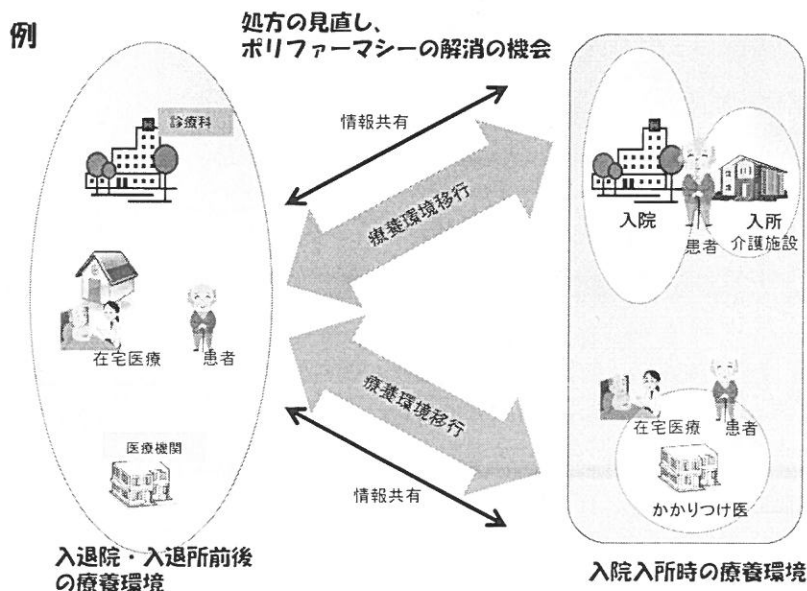 例
処方の見直し、
ポリファーマシーの解消の機会
診療科
情報共有
療養環境移行
入院
患者
入所
介護施設
在宅医療
患者
療養環境移行
在宅医療
患者
医療機関
情報共有
かかりつけ医
入退院・入退所前後
の療養環境
入院入所時の療養環境